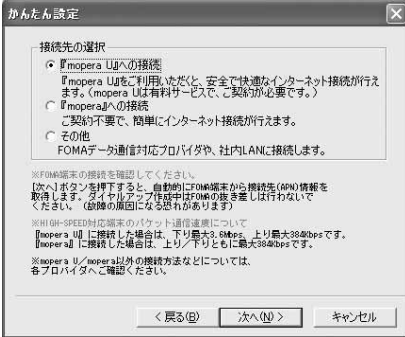 かんたん設定
接続先の選択
『mopera U』への接続
『mopera U』をご利用いただくと、安全で快適なインターネット接続が行え
ます。(mopera Uは有料サービスで、ご契約が必要です。)
『mopera』への接続
ご契約不要で、簡単にインターネット接続が行えます。
その他
FOMAデータ通信対応プロバイダや、社内LANに接続します。
※FOMA端末の接続を確認してください。
[次へ]ボタンを押下すると、自動的にFOMA端末から接続先(APN)情報を
取得します。ダイヤルアップ作成中はFOMAの抜き差しは行わないで
ください。(故障の原因になる恐れがあります)
※HIGH-SPEED対応端末のパケット通信速度について
『mopera U』に接続した場合は、下り最大3.6Mbps、上り最大384Kbpsです。
『mopera』に接続した場合は、上り/下りともに最大384Kbpsです。
※mopera U/mopera以外の接続方法などについては、
各プロバイダへご確認ください。
< 戻る(B)
次へ(N) >
キャンセル